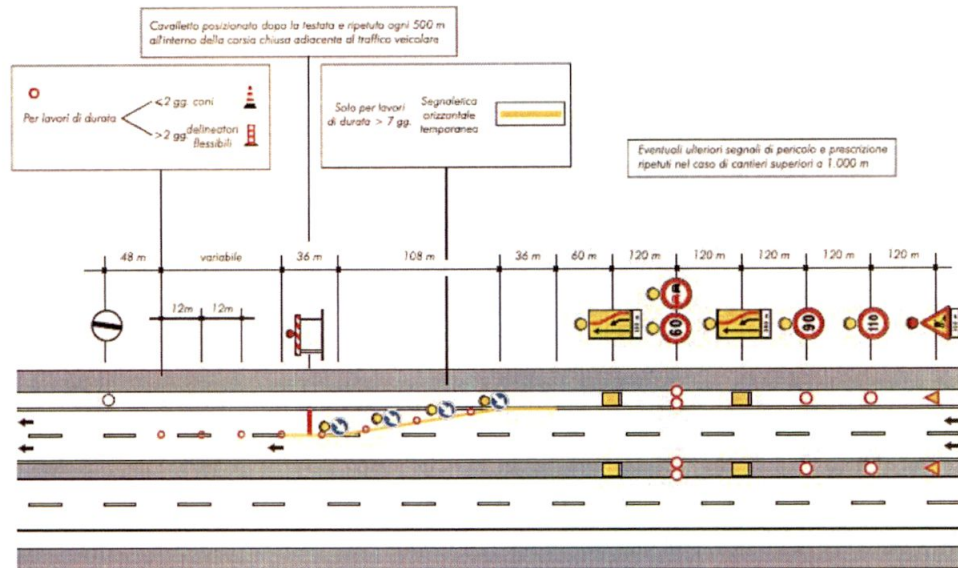 Cavalletto posizionato dopo la testata e ripetuto ogni 500 m
all'interno della corsia chiusa adiacente al traffico veicolare
Per lavori di durata
<2 gg. coni
>2 gg. delineatori
flessibili
Solo per lavori
di durata > 7 gg.
Segnaletica
orizzontale
temporanea
Eventuali ulteriori segnali di pericolo e prescrizione
ripetuti nel caso di cantieri superiori a 1.000 m
48 m
variabile
36 m
108 m
36 m
60 m
120 m
120 m
120 m
120 m
120 m
12m
12m
60
90
110